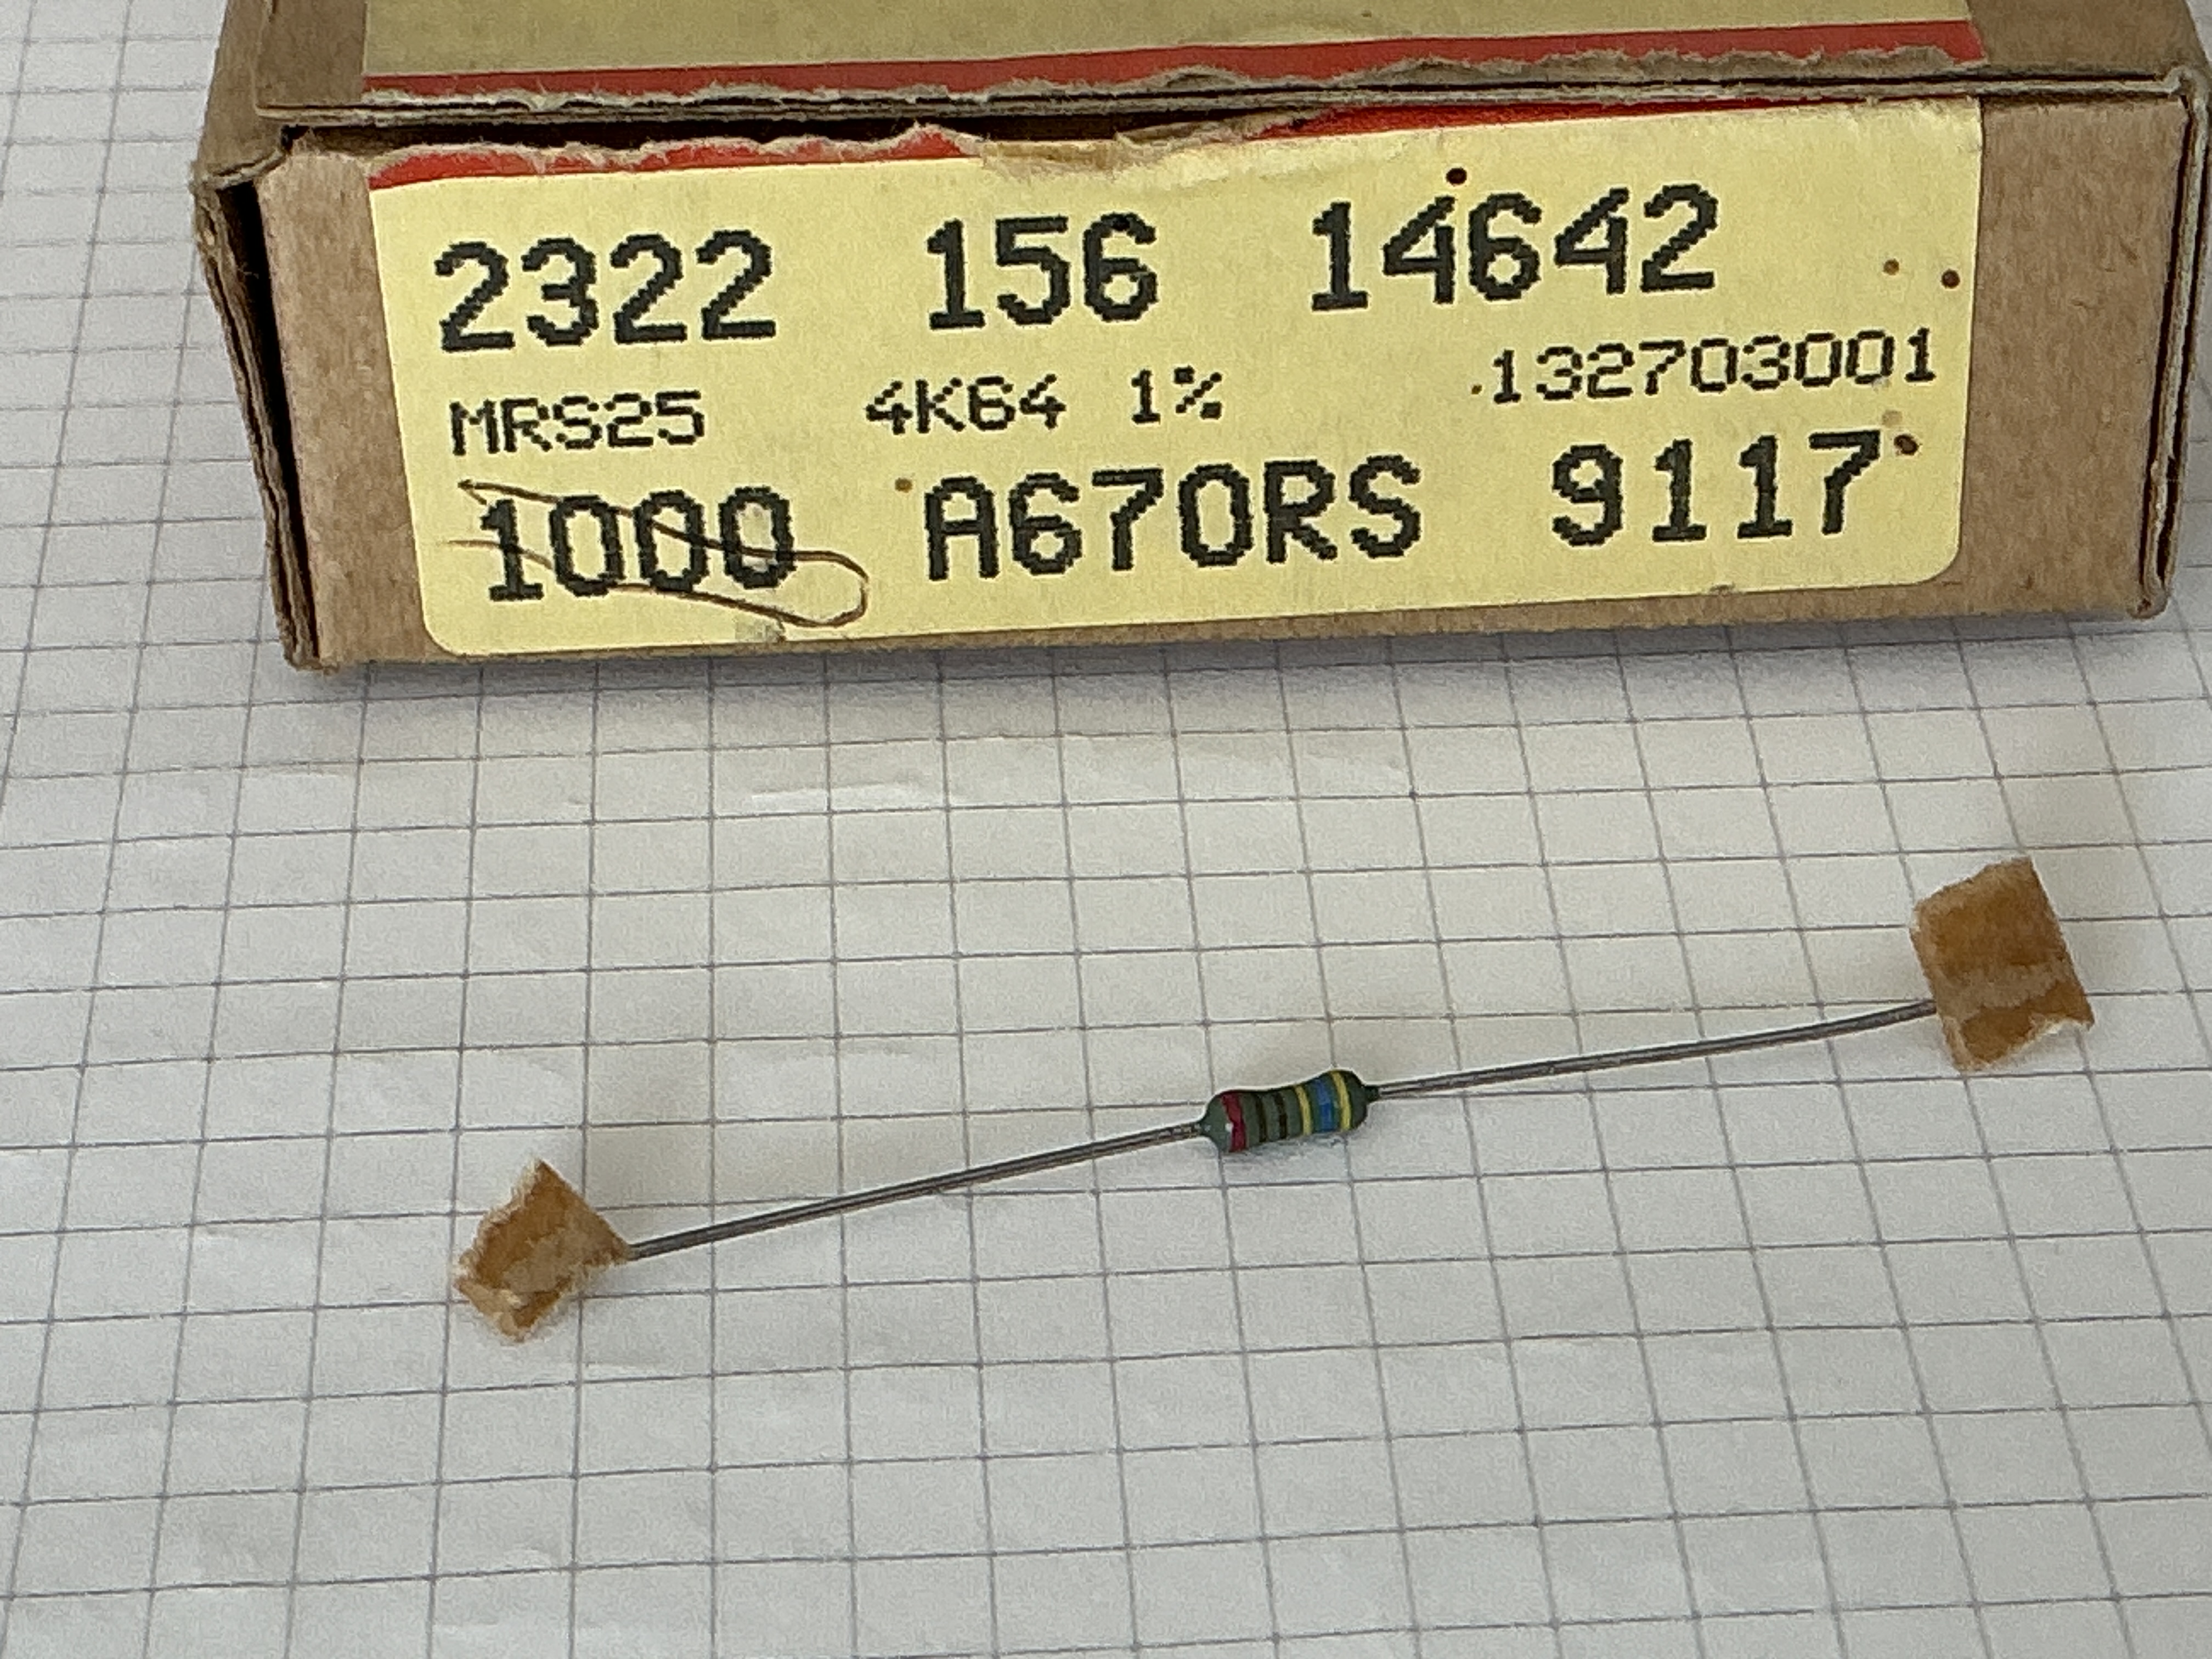 2322 156 14642
MRS25 4K64 1% 132703001
1000 A670RS 9117